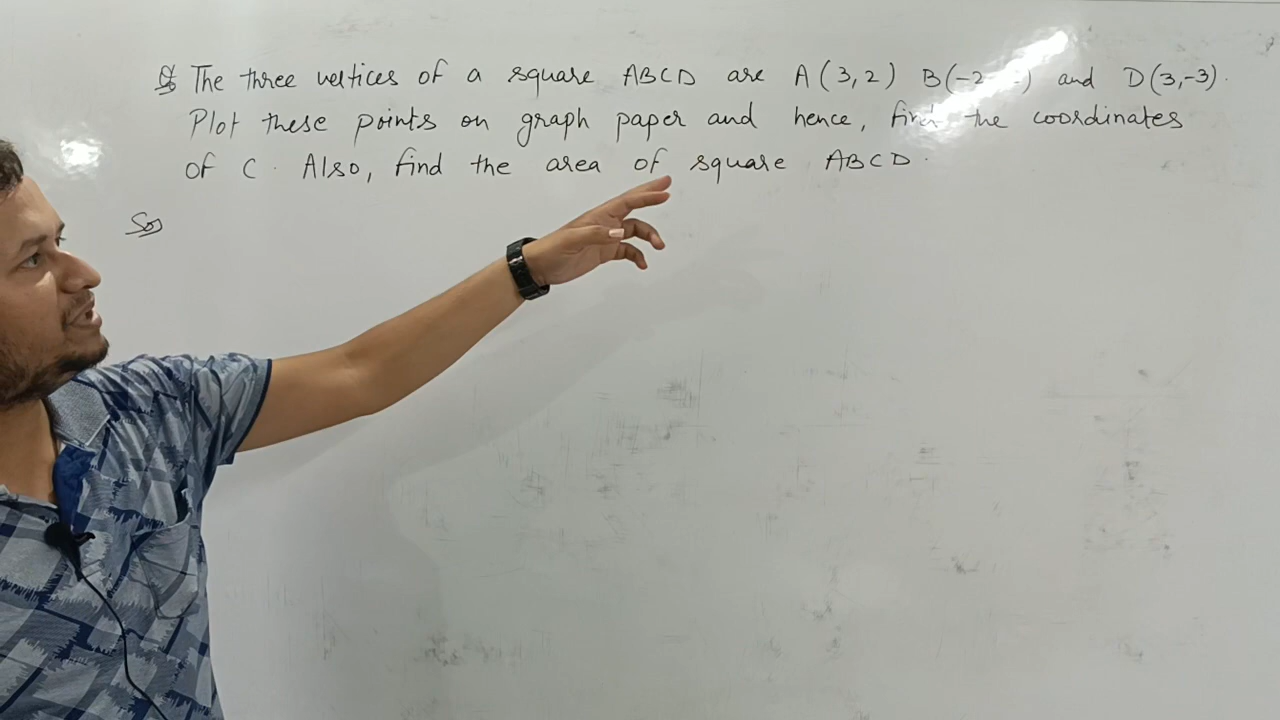 Q The three vertices of a square ABCD are A(3,2) B(-2 and D(3,-3).
Plot these points on graph paper and hence, find the coordinates
of C. Also, find the area of square ABCD.
Sol